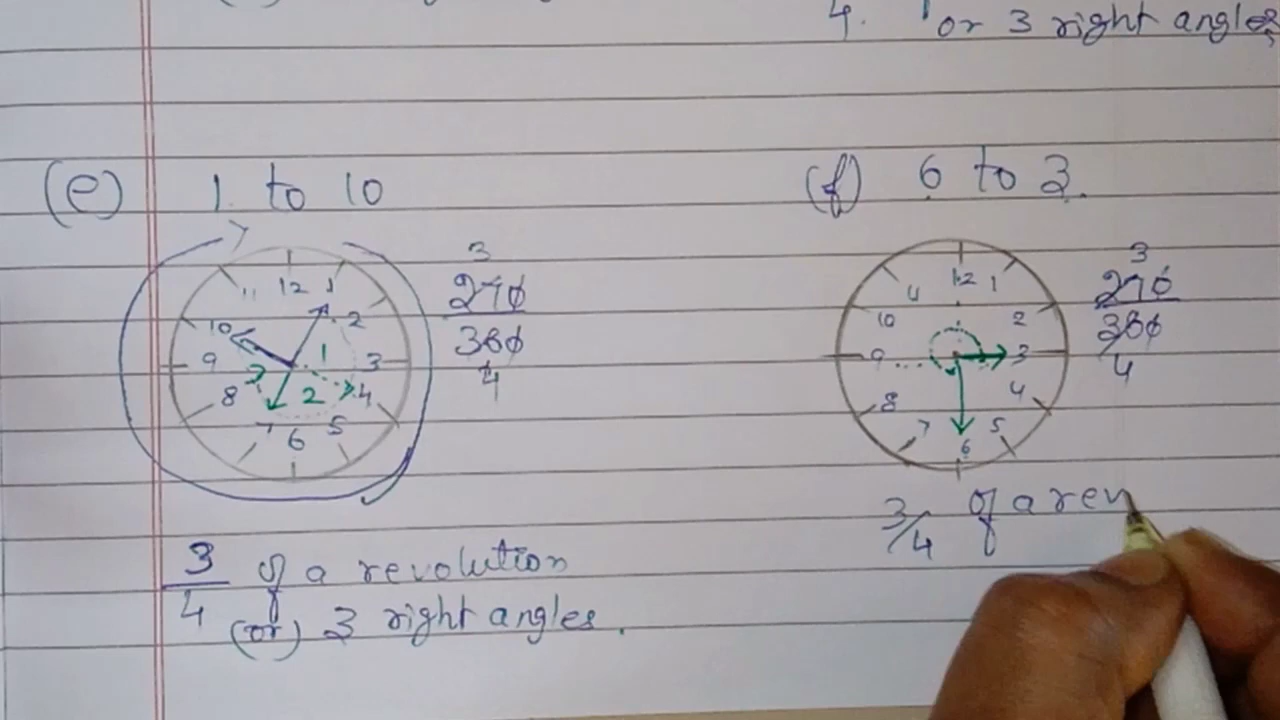 4. or 3 right angles
(e) 1 to 10
(f) 6 to 3.
12 1 2 3 4 5 6 7 8 9 10 11
1
2
3
270
360
4
12 1 2 3 4 5 6 7 8 9 10 11
3
270
360
4
3/4 of a rev
3/4 of a revolution
(or) 3 right angles.